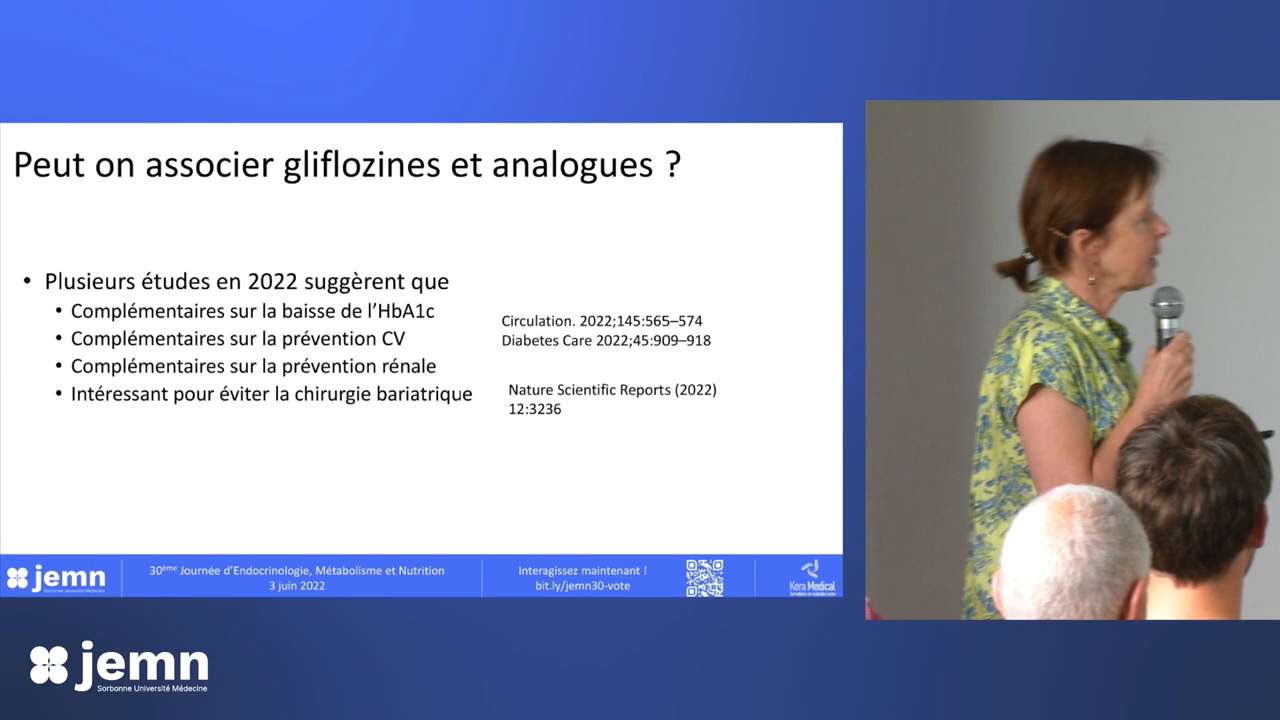 Peut on associer gliflozines et analogues ?
• Plusieurs études en 2022 suggèrent que
• Complémentaires sur la baisse de l'HbA1c
• Complémentaires sur la prévention CV
• Complémentaires sur la prévention rénale
• Intéressant pour éviter la chirurgie bariatrique
Circulation. 2022;145:565–574
Diabetes Care 2022;45:909–918
Nature Scientific Reports (2022)
12:3236
jemn
Sorbonne Université Médecine
30ème Journée d'Endocrinologie, Métabolisme et Nutrition
3 juin 2022
Interagissez maintenant !
bit.ly/jemn30-vote
Kera Medical
jemn
Sorbonne Université Médecine